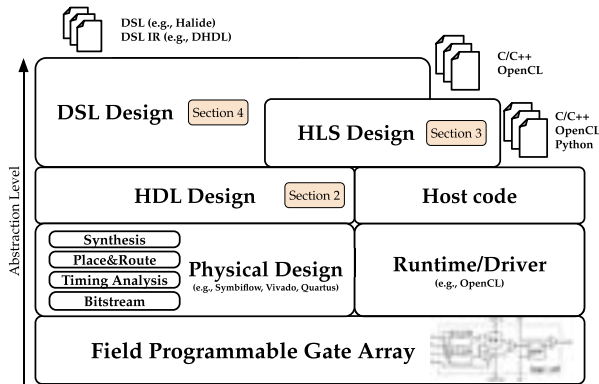 DSL (e.g., Halide)
DSL IR (e.g., DHDL)
C/C++
OpenCL
DSL Design
Section 4
HLS Design
Section 3
C/C++
OpenCL
Python
Abstraction Level
HDL Design
Section 2
Host code
Synthesis
Place&Route
Timing Analysis
Bitstream
Physical Design
(e.g., Symbiflow, Vivado, Quartus)
Runtime/Driver
(e.g., OpenCL)
Field Programmable Gate Array